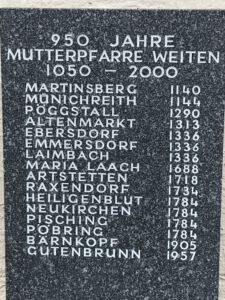 950 JAHRE
MUTTERPFARRE WEITEN
1050 – 2000
MARTINSBERG 1140
MÜNICHREITH 1144
PÖGGSTALL 1290
ALTENMARKT 1313
EBERSDORF 1336
EMMERSDORF 1336
LAIMBACH 1336
MARIA LAACH 1688
ARTSTETTEN 1718
RAXENDORF 1734
HEILIGENBLUT 1784
NEUKIRCHEN 1784
PISCHING 1784
PÖBRING 1784
BÄRNKOPF 1905
GUTENBRUNN 1957